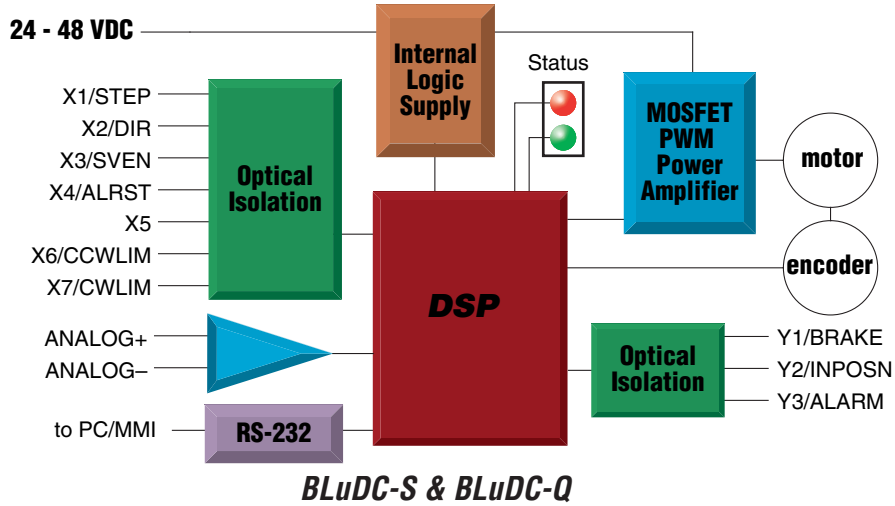 24 - 48 VDC
Internal
Logic
Supply
Status
MOSFET
PWM
Power
Amplifier
motor
encoder
X1/STEP
X2/DIR
X3/SVEN
X4/ALRST
X5
X6/CCWLIM
X7/CWLIM
Optical
Isolation
DSP
ANALOG+
ANALOG–
to PC/MMI
RS-232
Optical
Isolation
Y1/BRAKE
Y2/INPOSN
Y3/ALARM
BLuDC-S & BLuDC-Q